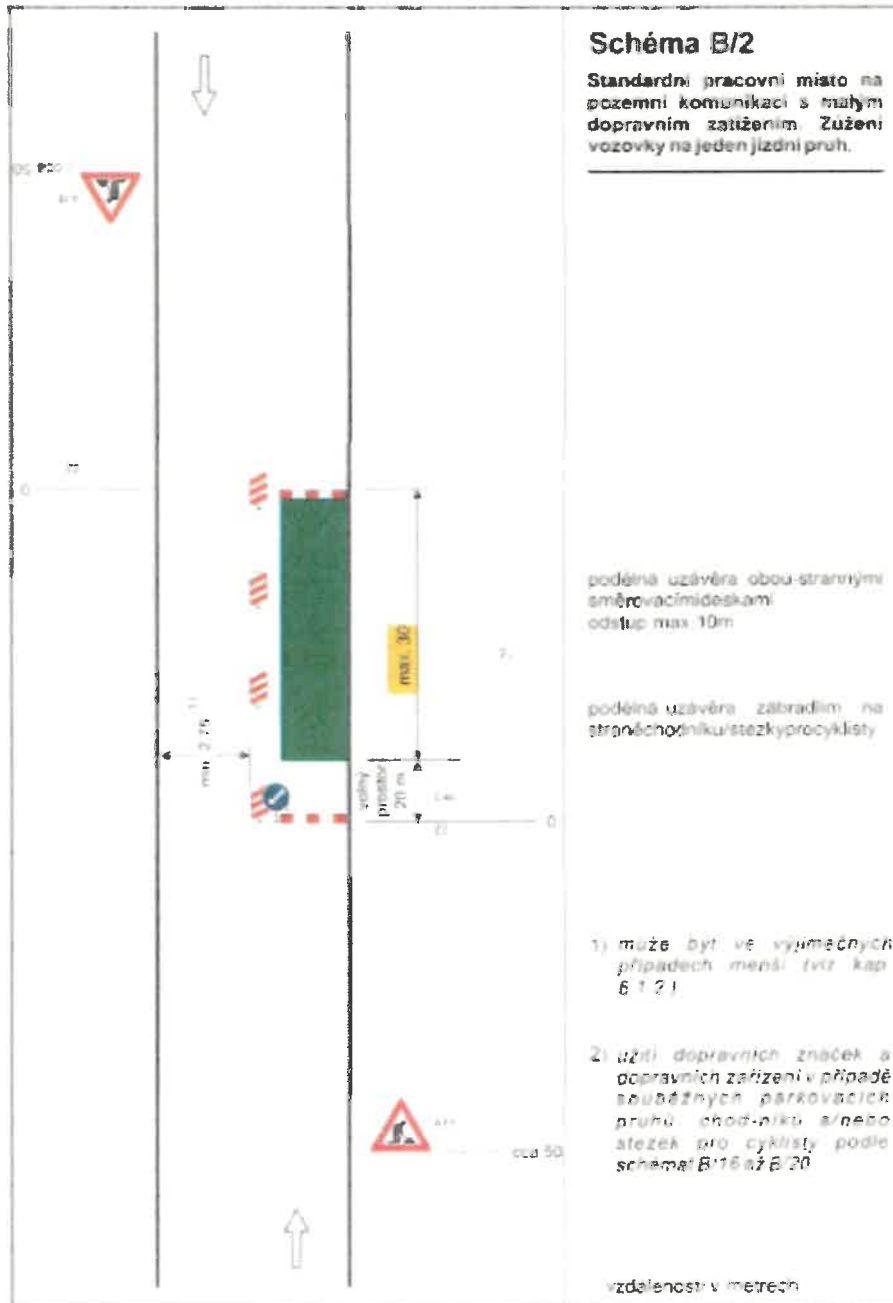 Schéma B/2
Standardní pracovní místo na
pozemní komunikaci s malým
dopravním zatížením. Zúžení
vozovky na jeden jízdní pruh.
0
podélná uzávěra obou-strannými
směrovacímideskami
odstup max 10m
max. 30
2)
podélná uzávěra zábradlím na
straněchodníku/stezkyprocyklisty
1)
min. 2,75
volný
prostor
20 m
2)
0
1) může být ve výjimečných
případech menší (viz kap
6.1.2.)
2) užití dopravních značek a
dopravních zařízení v případě
souběžných parkovacích
pruhů, chod-níků a/nebo
stezek pro cyklisty podle
schémat B/16 až B/20
cca 50
vzdálenosti v metrech